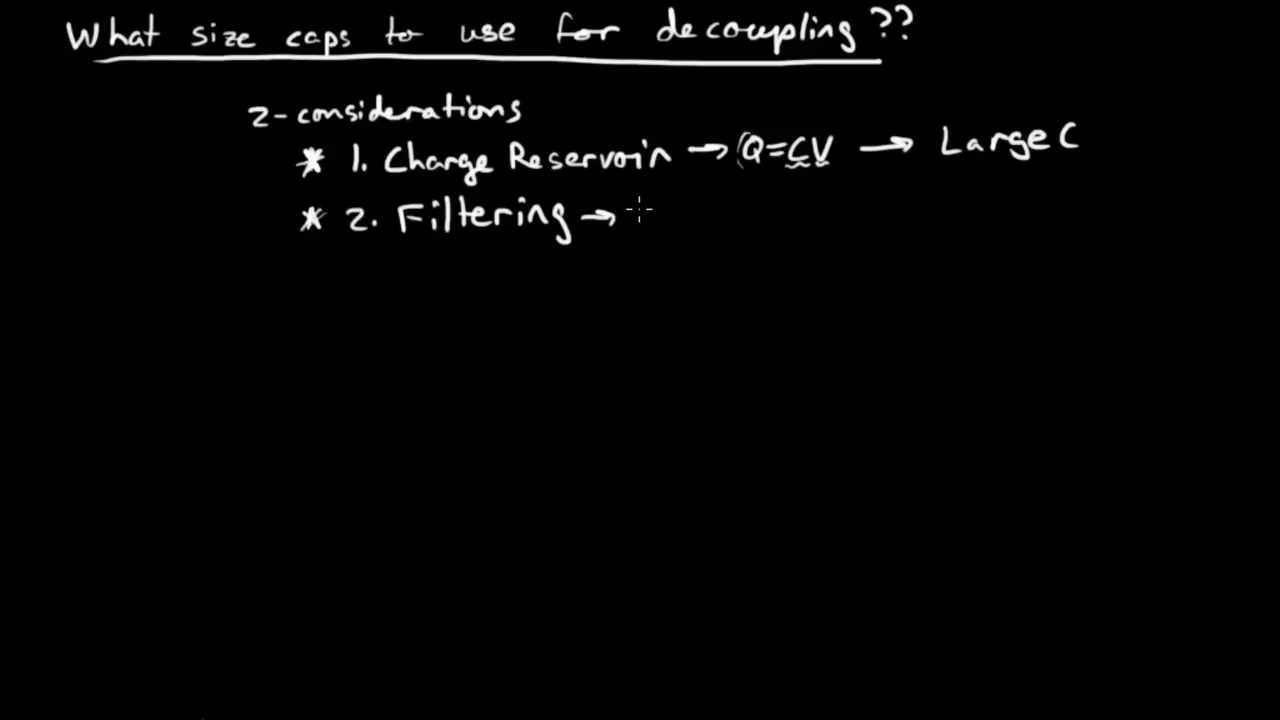 What size caps to use for decoupling??
2-considerations
* 1. Charge Reservoir → Q=CV → Large C
* 2. Filtering →